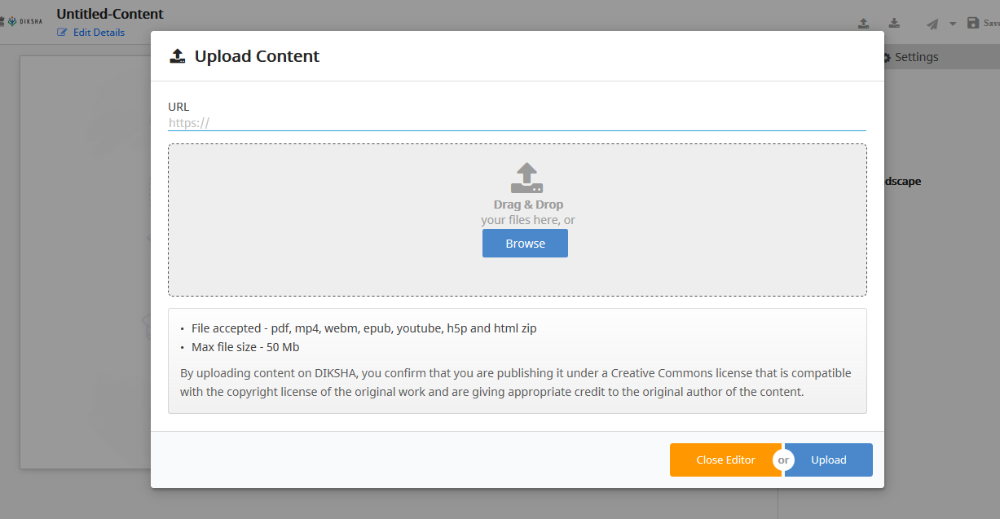 DIKSHA
Untitled-Content
Edit Details
Save
Settings
Upload Content
URL
https://
Drag & Drop
your files here, or
Browse
dscape
• File accepted - pdf, mp4, webm, epub, youtube, h5p and html zip
• Max file size - 50 Mb
By uploading content on DIKSHA, you confirm that you are publishing it under a Creative Commons license that is compatible
with the copyright license of the original work and are giving appropriate credit to the original author of the content.
Close Editor or Upload